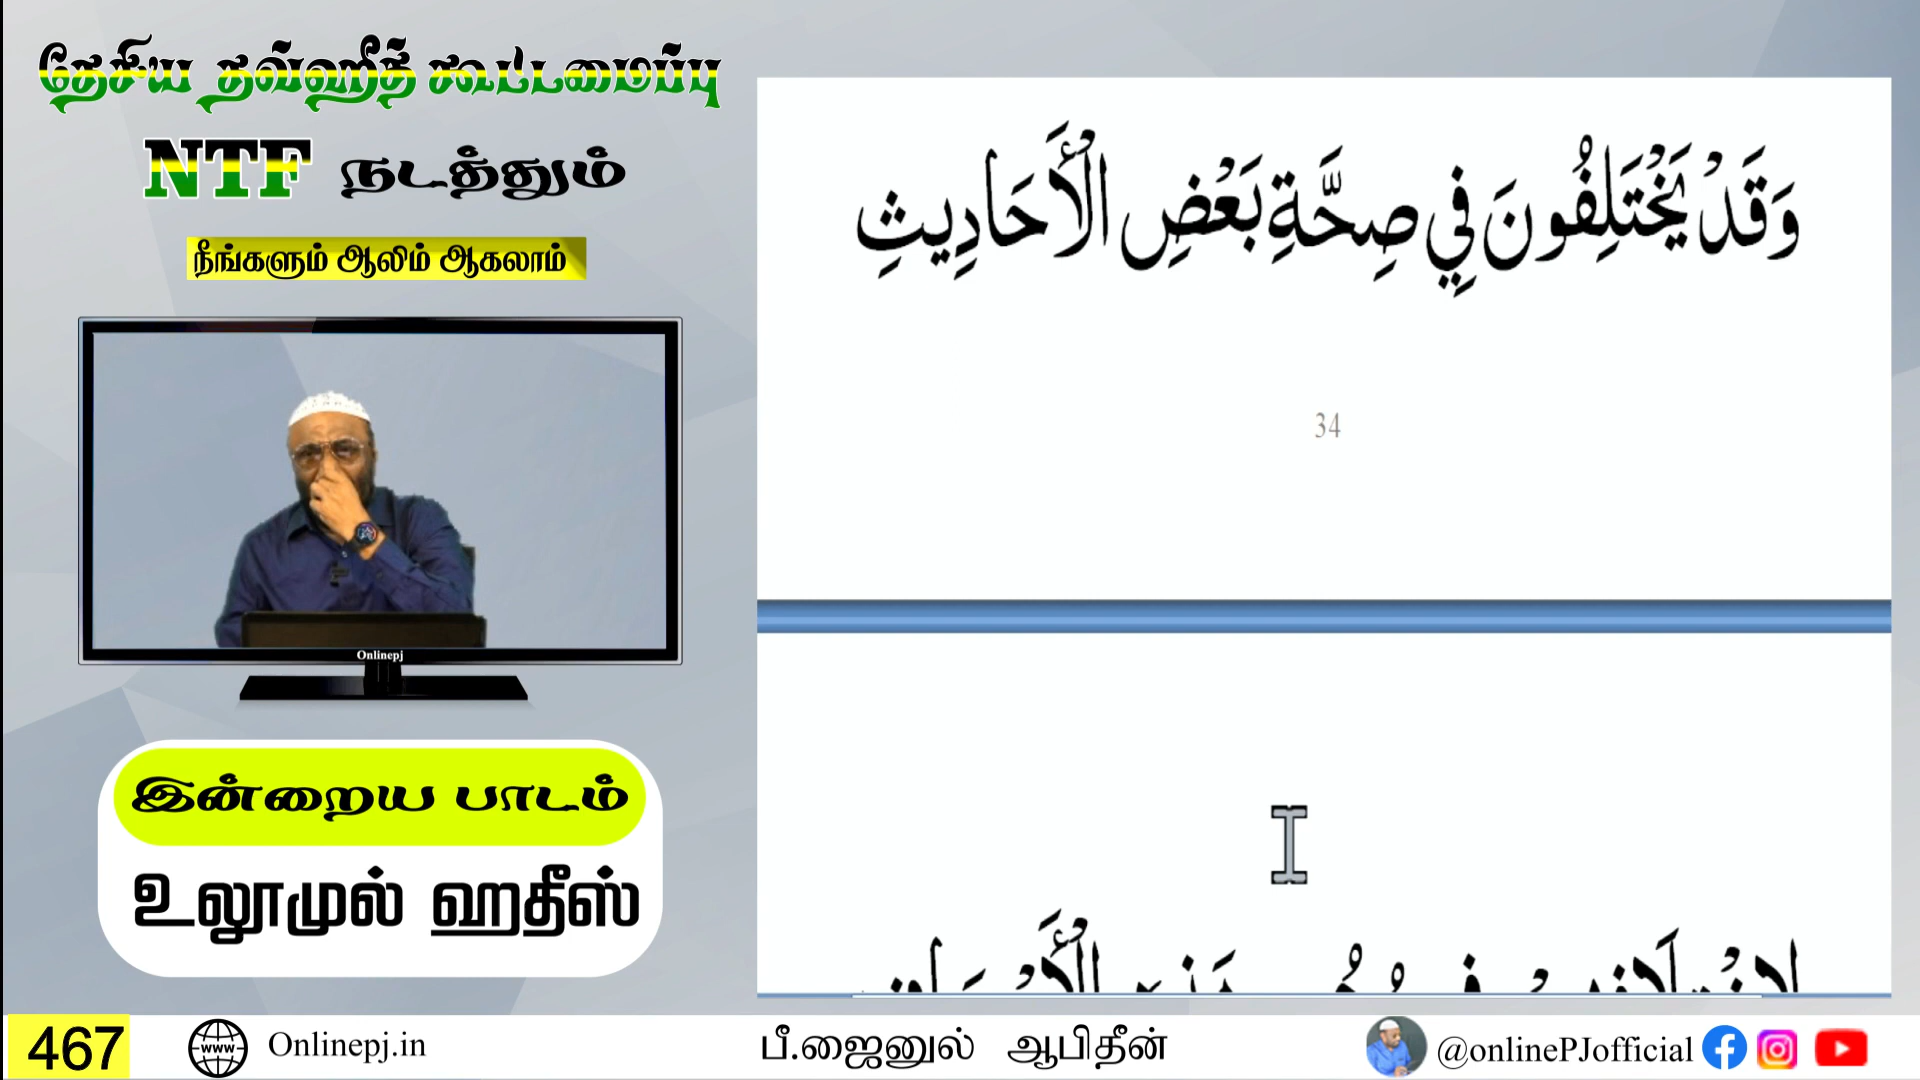 தேசிய தவ்ஹீத் கூட்டமைப்பு
NTF நடத்தும்
நீங்களும் ஆலிம் ஆகலாம்
Onlinepj
இன்றைய பாடம்
உலூமுல் ஹதீஸ்
وَقَدْ يَخْتَلِفُونَ فِي صِحَّةِ بَعْضِ الْأَحَادِيثِ
34
467
www
Onlinepj.in
பீ.ஜைனுல் ஆபிதீன்
@onlinePJofficial